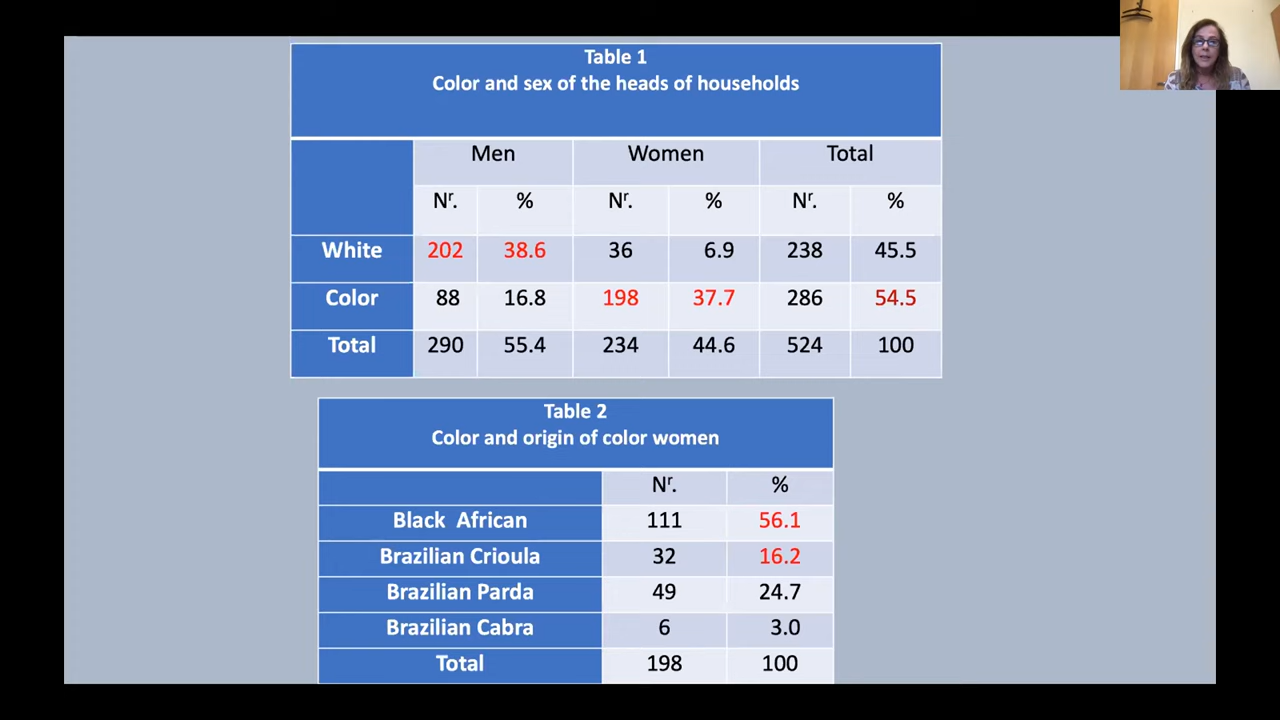 Table 1
Color and sex of the heads of households
Men Women Total
Nʳ. % Nʳ. % Nʳ. %
White 202 38.6 36 6.9 238 45.5
Color 88 16.8 198 37.7 286 54.5
Total 290 55.4 234 44.6 524 100
Table 2
Color and origin of color women
Nʳ. %
Black African 111 56.1
Brazilian Crioula 32 16.2
Brazilian Parda 49 24.7
Brazilian Cabra 6 3.0
Total 198 100